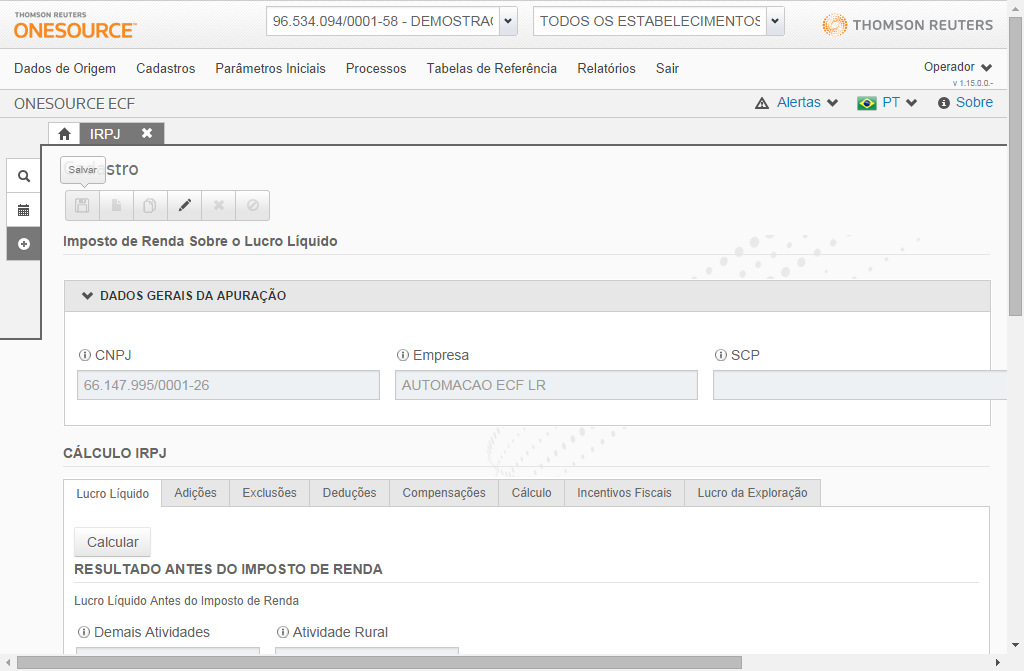 THOMSON REUTERS
ONESOURCE
96.534.094/0001-58 - DEMOSTRAÇ
TODOS OS ESTABELECIMENTOS
THOMSON REUTERS
Dados de Origem Cadastros Parâmetros Iniciais Processos Tabelas de Referência Relatórios Sair
Operador
v 1.15.0.0.-
ONESOURCE ECF
Alertas PT Sobre
IRPJ
Salvar
stro
Imposto de Renda Sobre o Lucro Líquido
DADOS GERAIS DA APURAÇÃO
CNPJ Empresa SCP
66.147.995/0001-26 AUTOMACAO ECF LR
CÁLCULO IRPJ
Lucro Líquido Adições Exclusões Deduções Compensações Cálculo Incentivos Fiscais Lucro da Exploração
Calcular
RESULTADO ANTES DO IMPOSTO DE RENDA
Lucro Líquido Antes do Imposto de Renda
Demais Atividades Atividade Rural